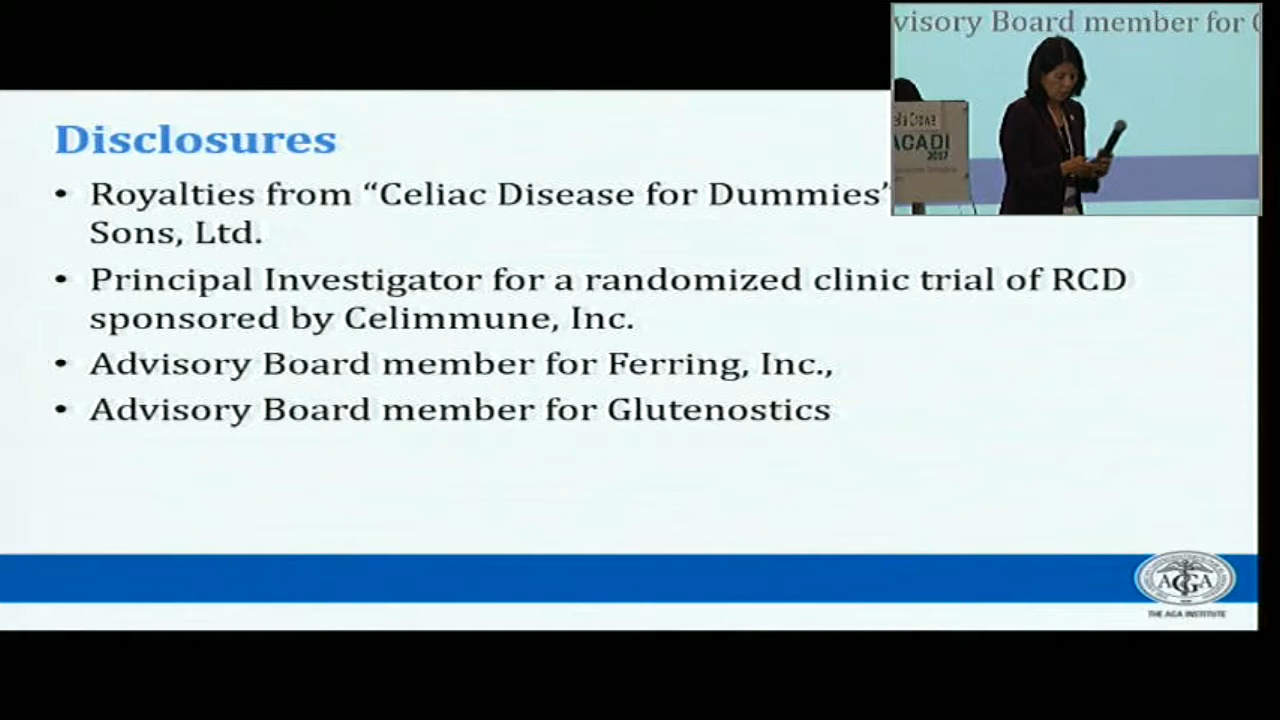 visory Board member for
Disclosures
ACADI
2017
• Royalties from “Celiac Disease for Dummies”
Sons, Ltd.
• Principal Investigator for a randomized clinic trial of RCD
sponsored by Celimmune, Inc.
• Advisory Board member for Ferring, Inc.,
• Advisory Board member for Glutenostics
AGA
THE AGA INSTITUTE